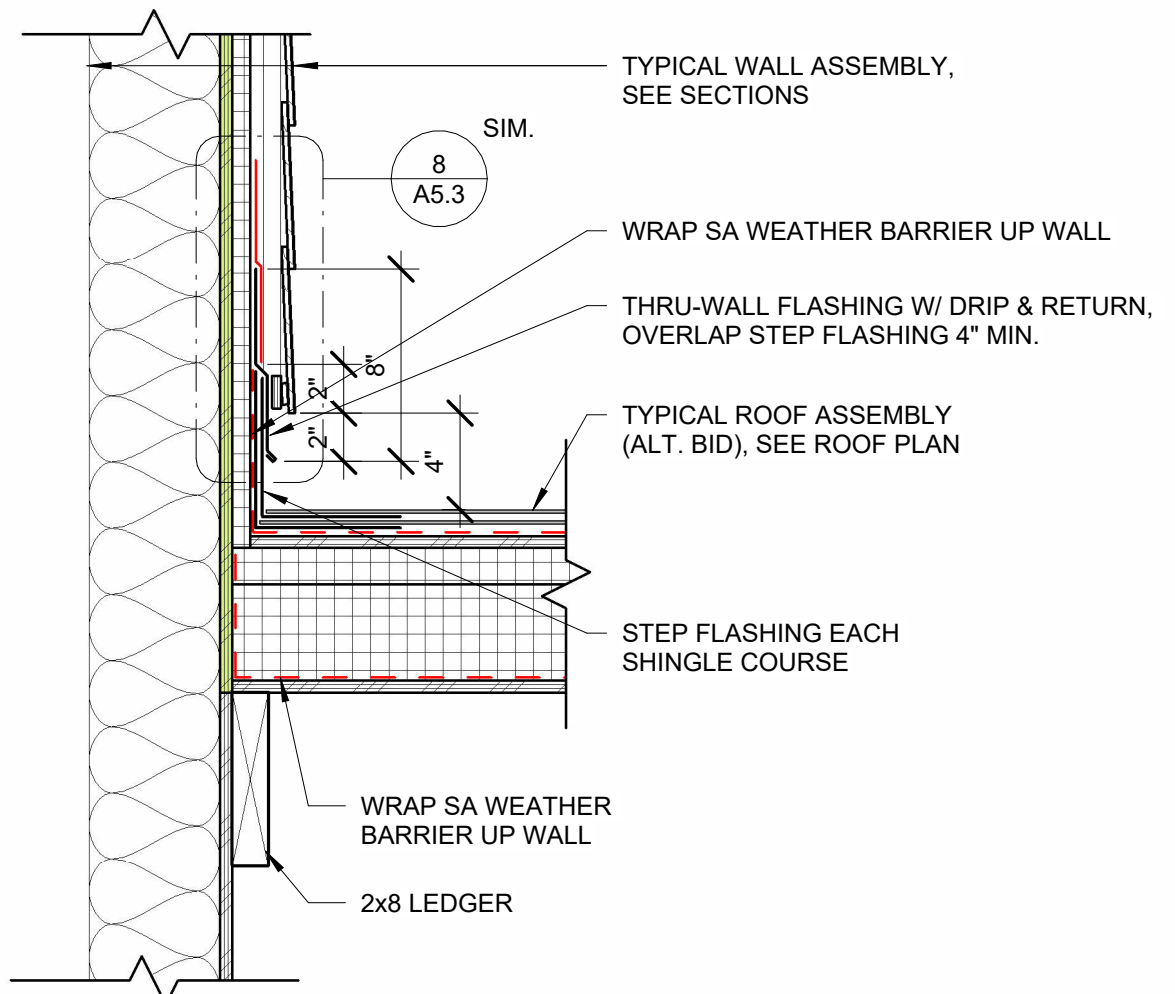 TYPICAL WALL ASSEMBLY,
SEE SECTIONS
SIM.
8
A5.3
WRAP SA WEATHER BARRIER UP WALL
THRU-WALL FLASHING W/ DRIP & RETURN,
OVERLAP STEP FLASHING 4" MIN.
8"
2"
2"
4"
TYPICAL ROOF ASSEMBLY
(ALT. BID), SEE ROOF PLAN
STEP FLASHING EACH
SHINGLE COURSE
WRAP SA WEATHER
BARRIER UP WALL
2x8 LEDGER